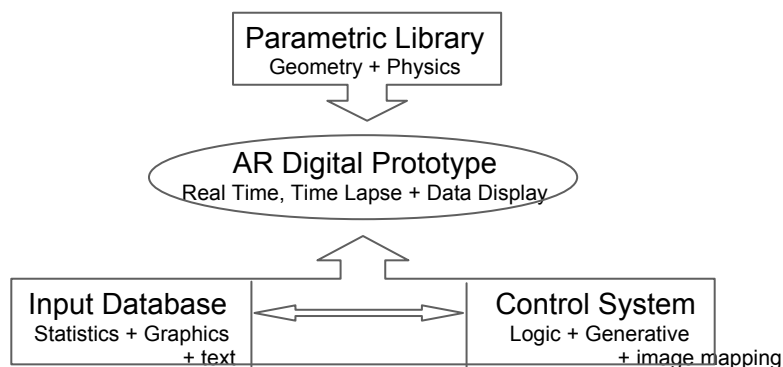 Parametric Library
Geometry + Physics
AR Digital Prototype
Real Time, Time Lapse + Data Display
Input Database
Statistics + Graphics
+ text
Control System
Logic + Generative
+ image mapping